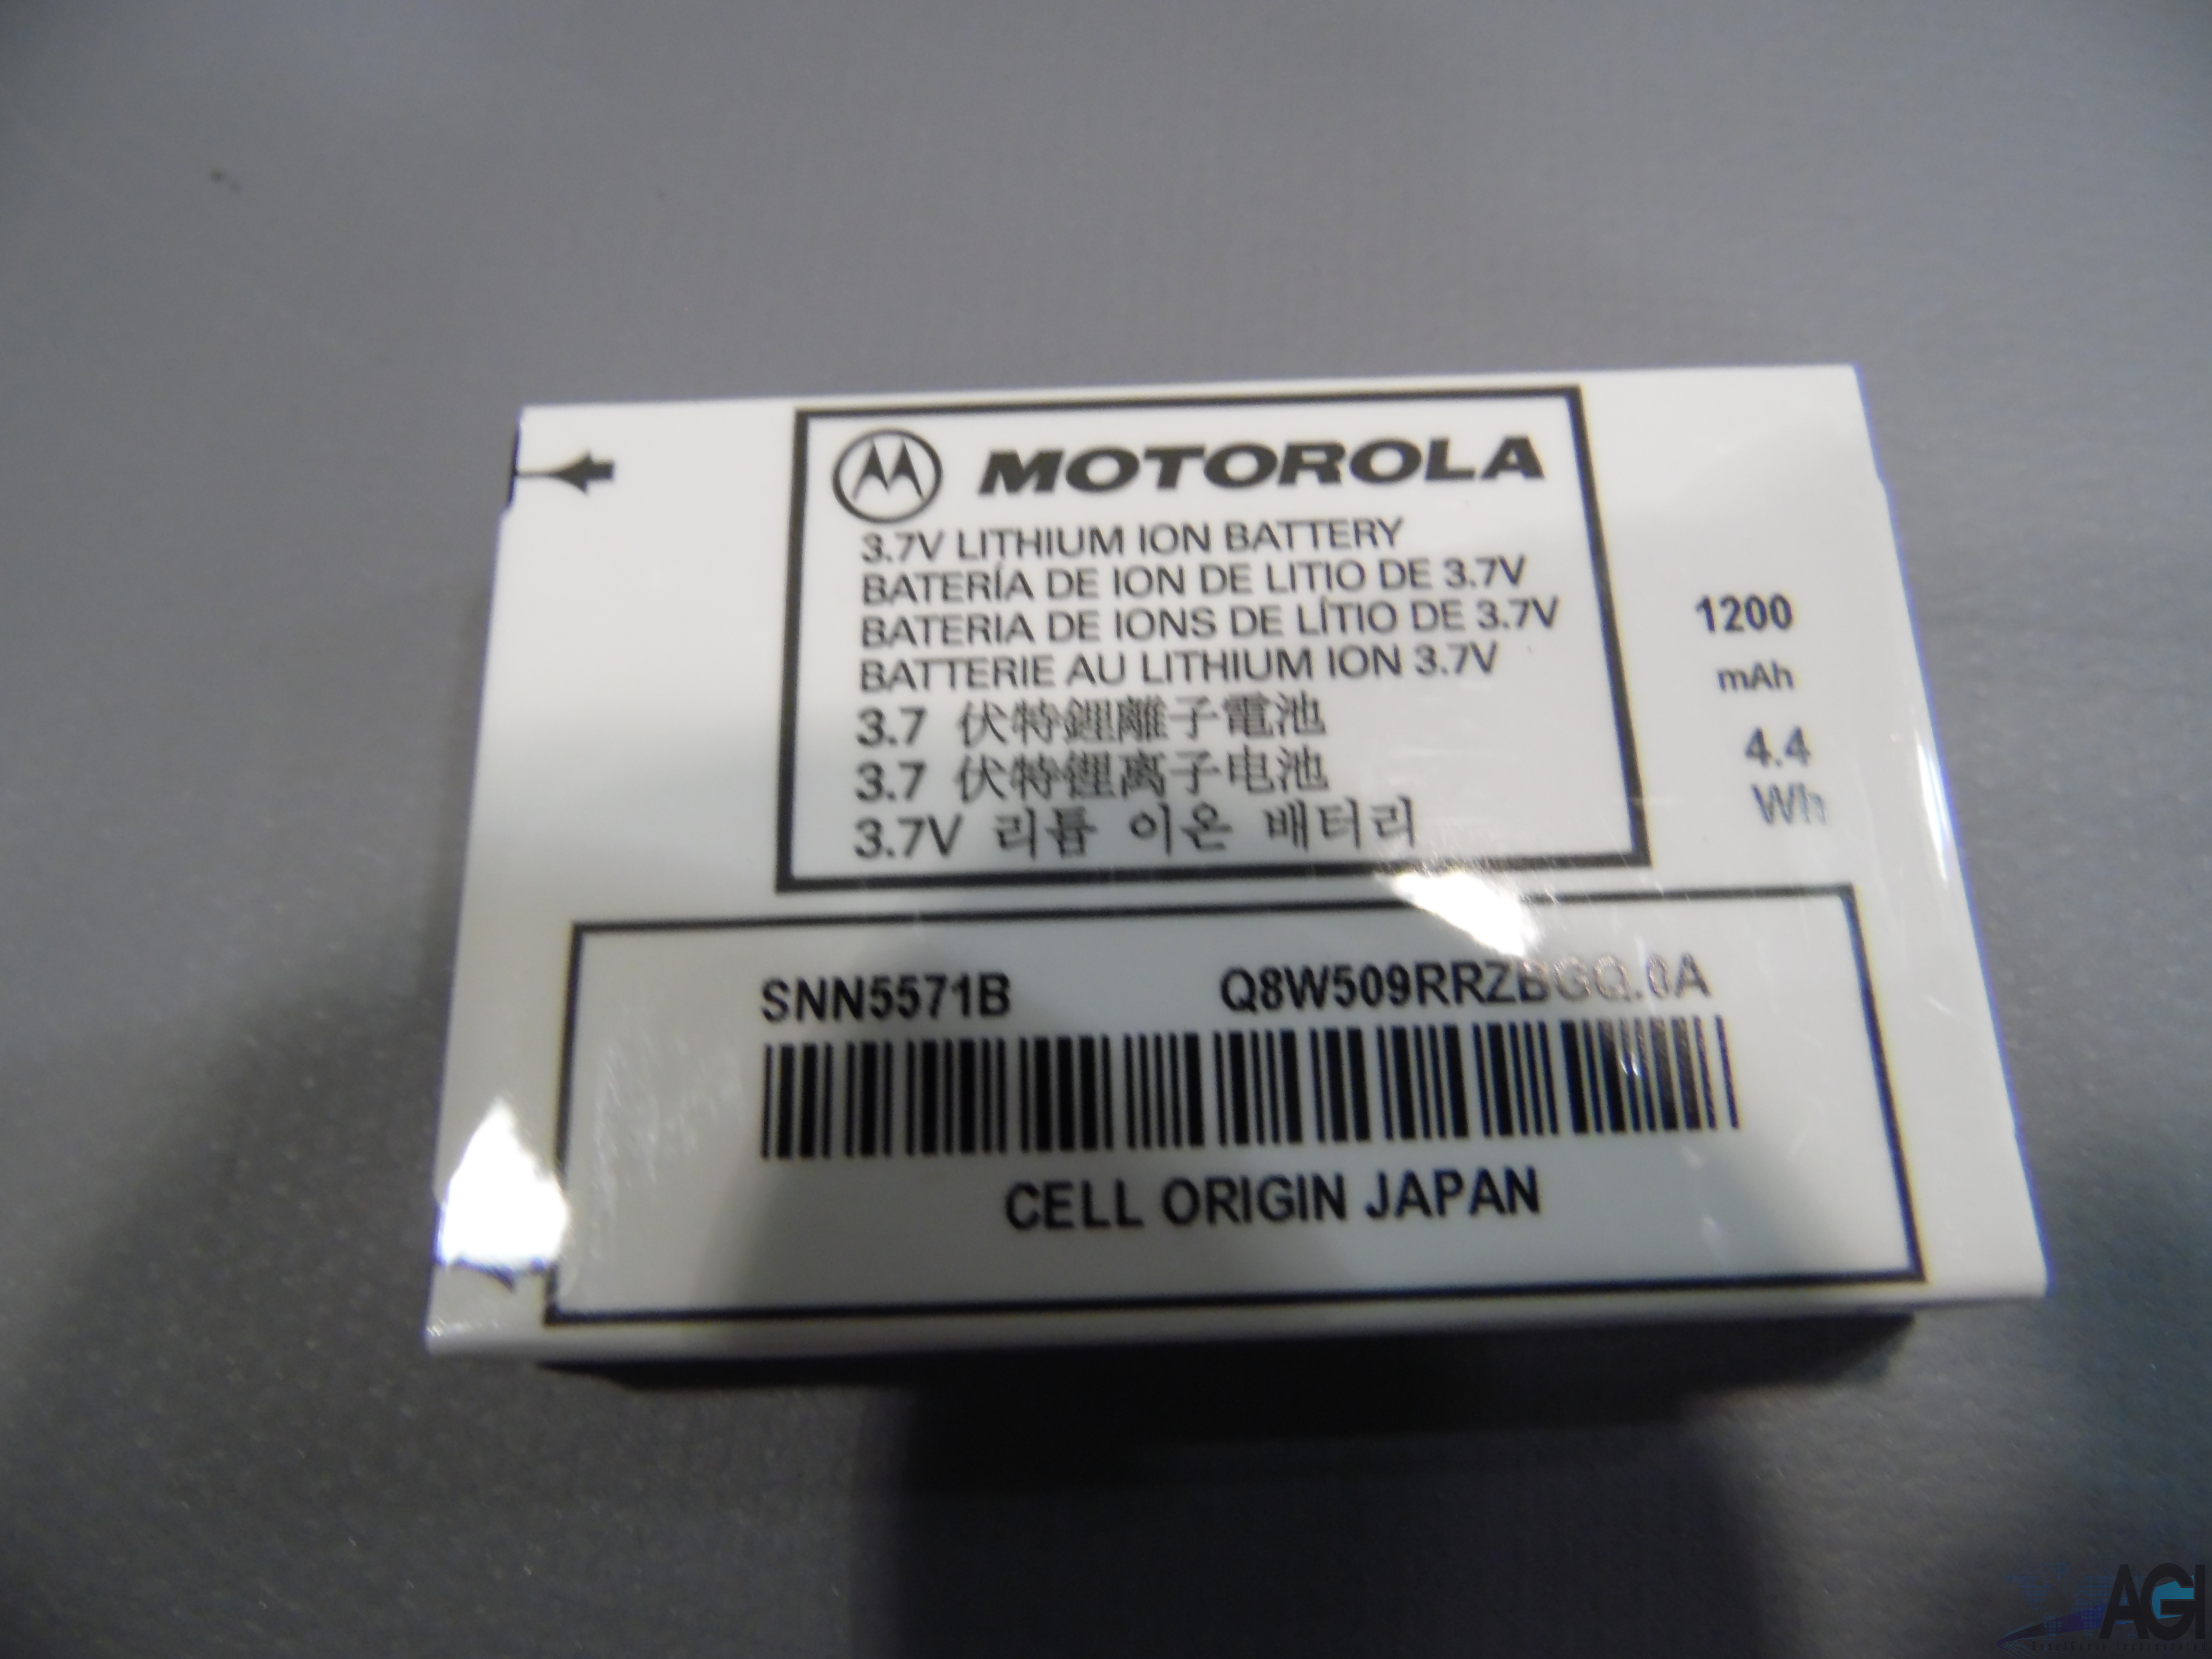 MOTOROLA
3.7V LITHIUM ION BATTERY
BATERÍA DE ION DE LITIO DE 3.7V
BATERIA DE IONS DE LÍTIO DE 3.7V
BATTERIE AU LITHIUM ION 3.7V
3.7 伏特鋰離子電池
3.7 伏特锂离子电池
3.7V 리튬 이온 배터리
1200
mAh
4.4
Wh
SNN5571B Q8W509RRZBGQ.0A
CELL ORIGIN JAPAN
AGI